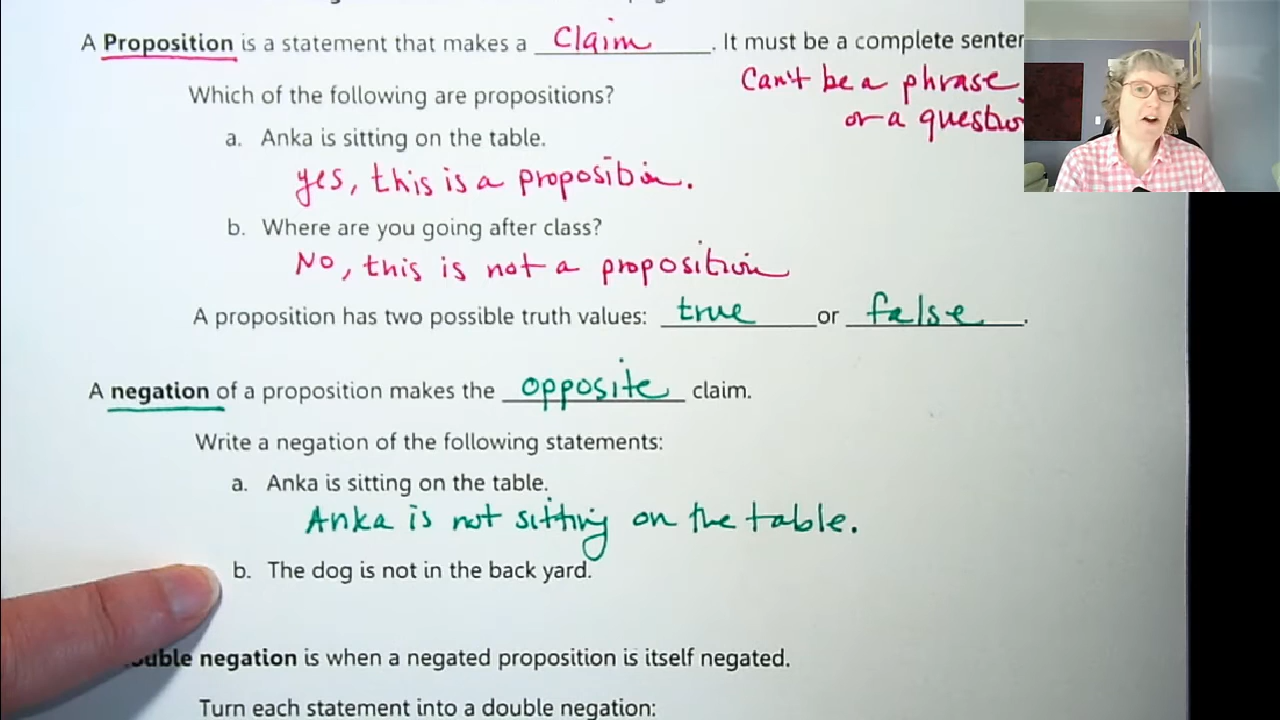 A Proposition is a statement that makes a Claim. It must be a complete
Can't be a phrase
or a
Which of the following are propositions?
a. Anka is sitting on the table.
yes, this is a proposition.
b. Where are you going after class?
No, this is not a proposition
A proposition has two possible truth values: true or false.
A negation of a proposition makes the opposite claim.
Write a negation of the following statements:
a. Anka is sitting on the table.
Anka is not sitting on the table.
b. The dog is not in the back yard.
negation is when a negated proposition is itself negated.
Turn each statement into a double negation: